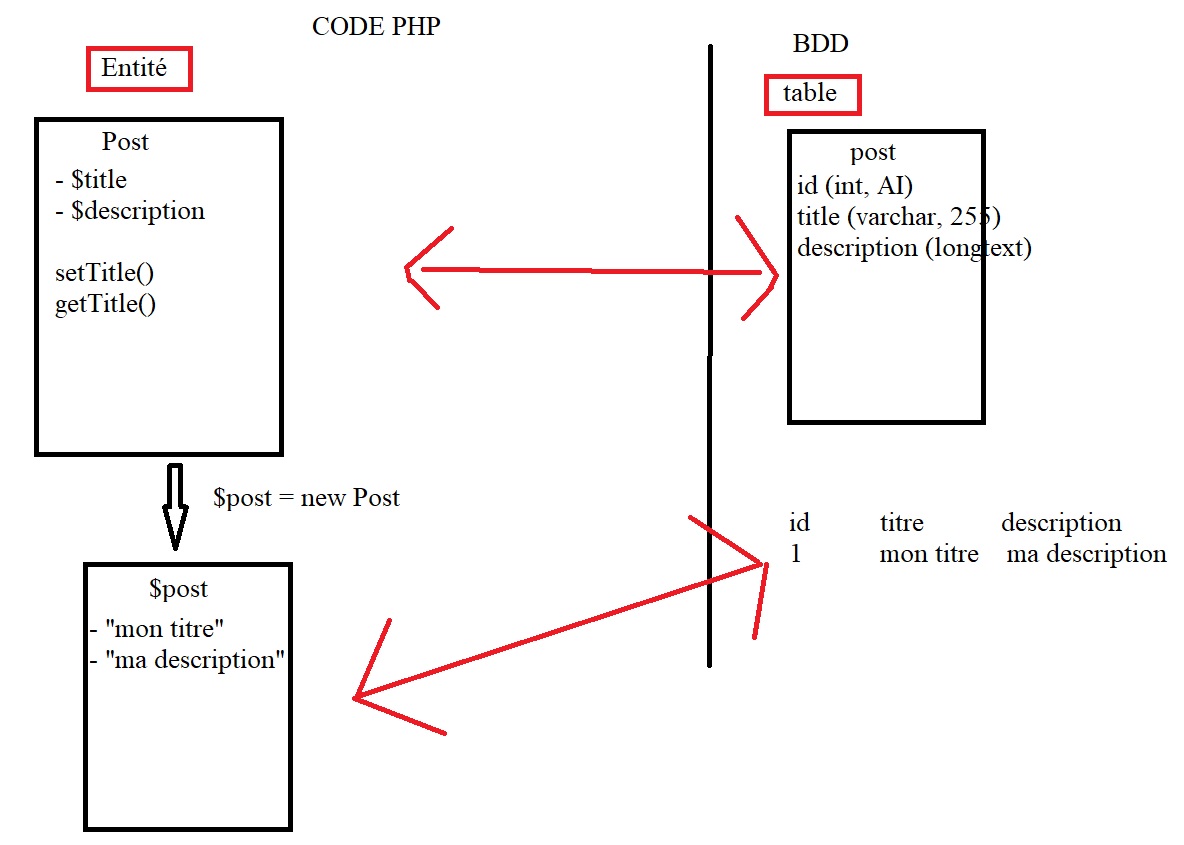 CODE PHP
Entité
Post
- $title
- $description
setTitle()
getTitle()
$post = new Post
$post
- "mon titre"
- "ma description"
BDD
table
post
id (int, AI)
title (varchar, 255)
description (longtext)
id titre description
1 mon titre ma description